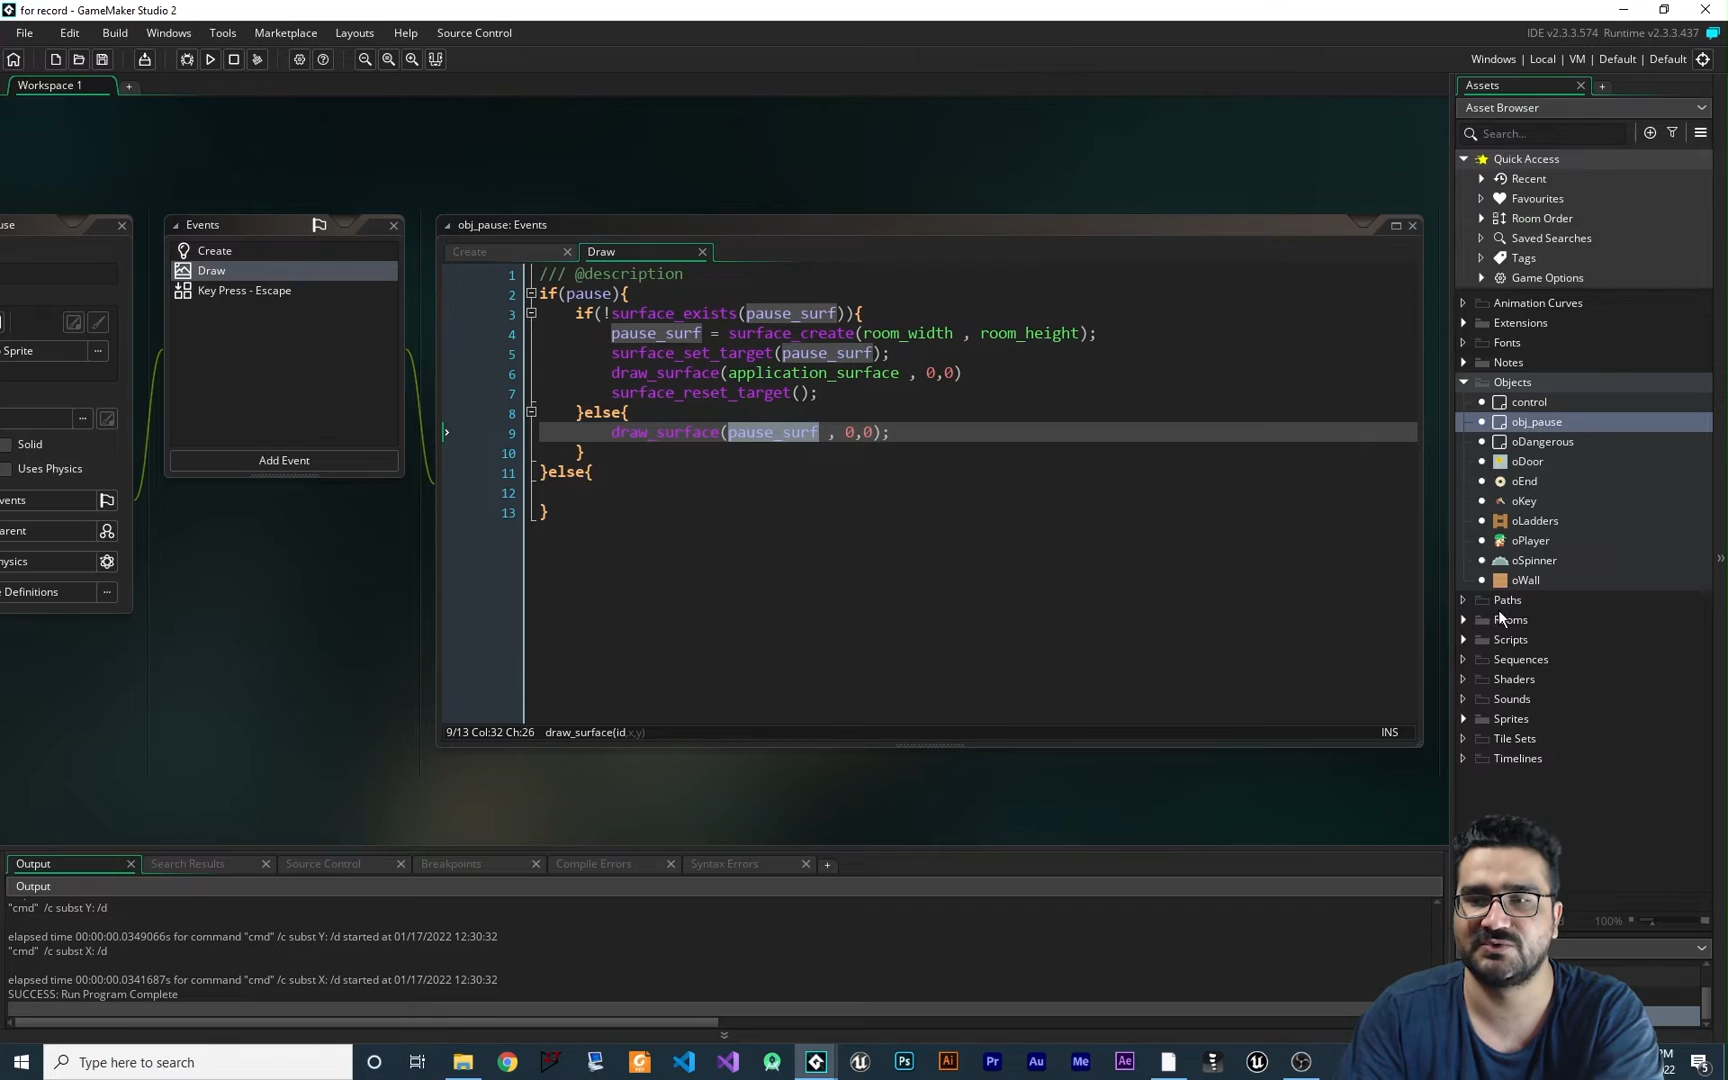 for record - GameMaker Studio 2
File Edit Build Windows Tools Marketplace Layouts Help Source Control
IDE v2.3.3.574 Runtime v2.3.3.437
Windows | Local | VM | Default | Default
Workspace 1
Assets
Asset Browser
Search...
Quick Access
Recent
Favourites
Room Order
Saved Searches
Tags
Game Options
Animation Curves
Extensions
Fonts
Notes
Objects
control
obj_pause
oDangerous
oDoor
oEnd
oKey
oLadders
oPlayer
oSpinner
oWall
Paths
Rooms
Scripts
Sequences
Shaders
Sounds
Sprites
Tile Sets
Timelines
100%
Sprite
Solid
Uses Physics
Events
Create
Draw
Key Press - Escape
Add Event
obj_pause: Events
Create
Draw
1 /// @description
2 if(pause){
3 if(!surface_exists(pause_surf)){
4 pause_surf = surface_create(room_width , room_height);
5 surface_set_target(pause_surf);
6 draw_surface(application_surface , 0,0)
7 surface_reset_target();
8 }else{
9 draw_surface(pause_surf , 0,0);
10 }
11 }else{
12
13 }
9/13 Col:32 Ch:26 draw_surface(id,x,y)
INS
Output Search Results Source Control Breakpoints Compile Errors Syntax Errors
Output
"cmd" /c subst Y: /d
elapsed time 00:00:00.0349066s for command "cmd" /c subst Y: /d started at 01/17/2022 12:30:32
"cmd" /c subst X: /d
elapsed time 00:00:00.0341687s for command "cmd" /c subst X: /d started at 01/17/2022 12:30:32
SUCCESS: Run Program Complete
Type here to search